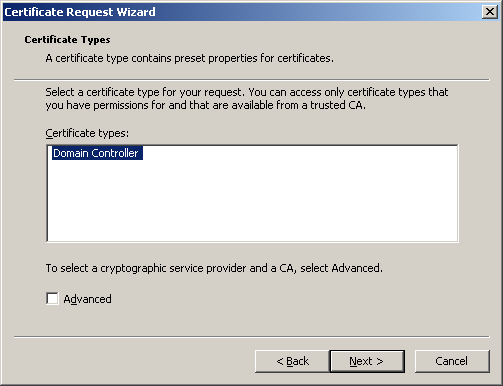 Certificate Request Wizard
Certificate Types
A certificate type contains preset properties for certificates.
Select a certificate type for your request. You can access only certificate types that
you have permissions for and that are available from a trusted CA.
Certificate types:
Domain Controller
To select a cryptographic service provider and a CA, select Advanced.
Advanced
< Back Next > Cancel